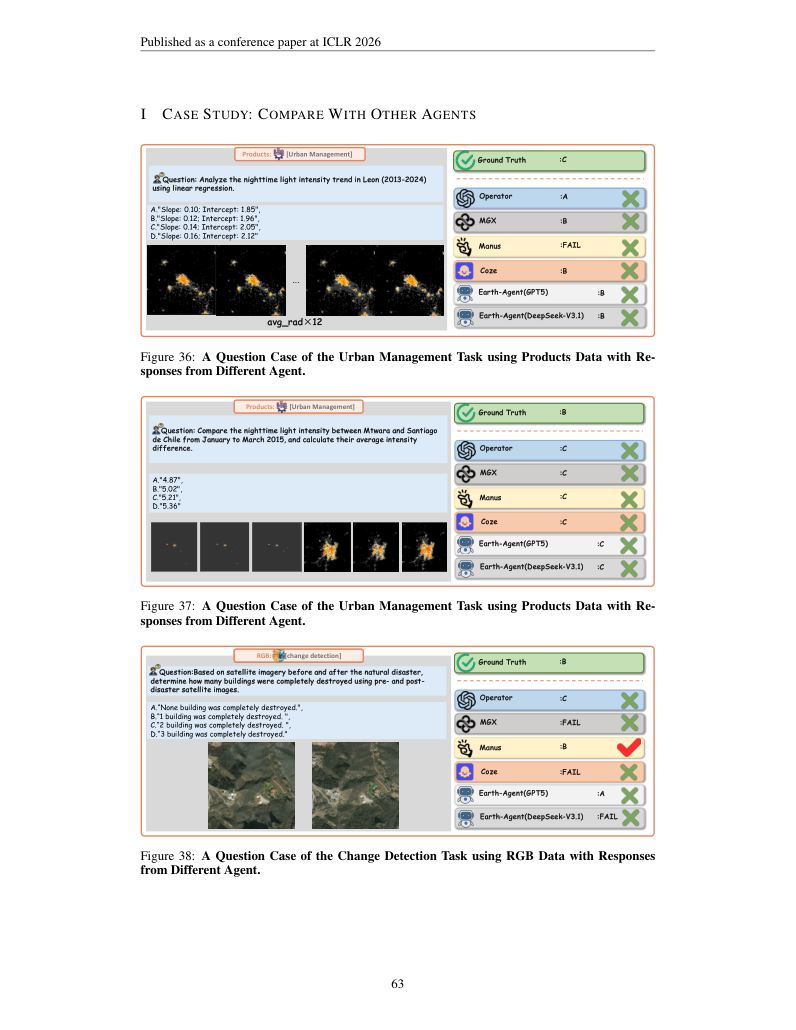 Published as a conference paper at ICLR 2026
I CASE STUDY: COMPARE WITH OTHER AGENTS
Products: [Urban Management]
Question: Analyze the nighttime light intensity trend in Leon (2013-2024)
using linear regression.
A."Slope: 0.10; Intercept: 1.85",
B."Slope: 0.12; Intercept: 1.96",
C."Slope: 0.14; Intercept: 2.05",
D."Slope: 0.16; Intercept: 2.12"
...
avg_rad×12
Ground Truth :C
Operator :A
MGX :B
Manus :FAIL
Coze :B
Earth-Agent(GPT5) :B
Earth-Agent(DeepSeek-V3.1) :B
Figure 36: A Question Case of the Urban Management Task using Products Data with Re-
sponses from Different Agent.
Products: [Urban Management]
Question: Compare the nighttime light intensity between Mtwara and Santiago
de Chile from January to March 2015, and calculate their average intensity
difference.
A."4.87",
B."5.02",
C."5.21",
D."5.36"
Ground Truth :B
Operator :C
MGX :C
Manus :C
Coze :C
Earth-Agent(GPT5) :C
Earth-Agent(DeepSeek-V3.1) :C
Figure 37: A Question Case of the Urban Management Task using Products Data with Re-
sponses from Different Agent.
RGB: [change detection]
Question:Based on satellite imagery before and after the natural disaster,
determine how many buildings were completely destroyed using pre- and post-
disaster satellite images.
A."None building was completely destroyed.",
B."1 building was completely destroyed. ",
C."2 building was completely destroyed. ",
D."3 building was completely destroyed."
Ground Truth :B
Operator :C
MGX :FAIL
Manus :B
Coze :FAIL
Earth-Agent(GPT5) :A
Earth-Agent(DeepSeek-V3.1) :FAIL
Figure 38: A Question Case of the Change Detection Task using RGB Data with Responses
from Different Agent.
63